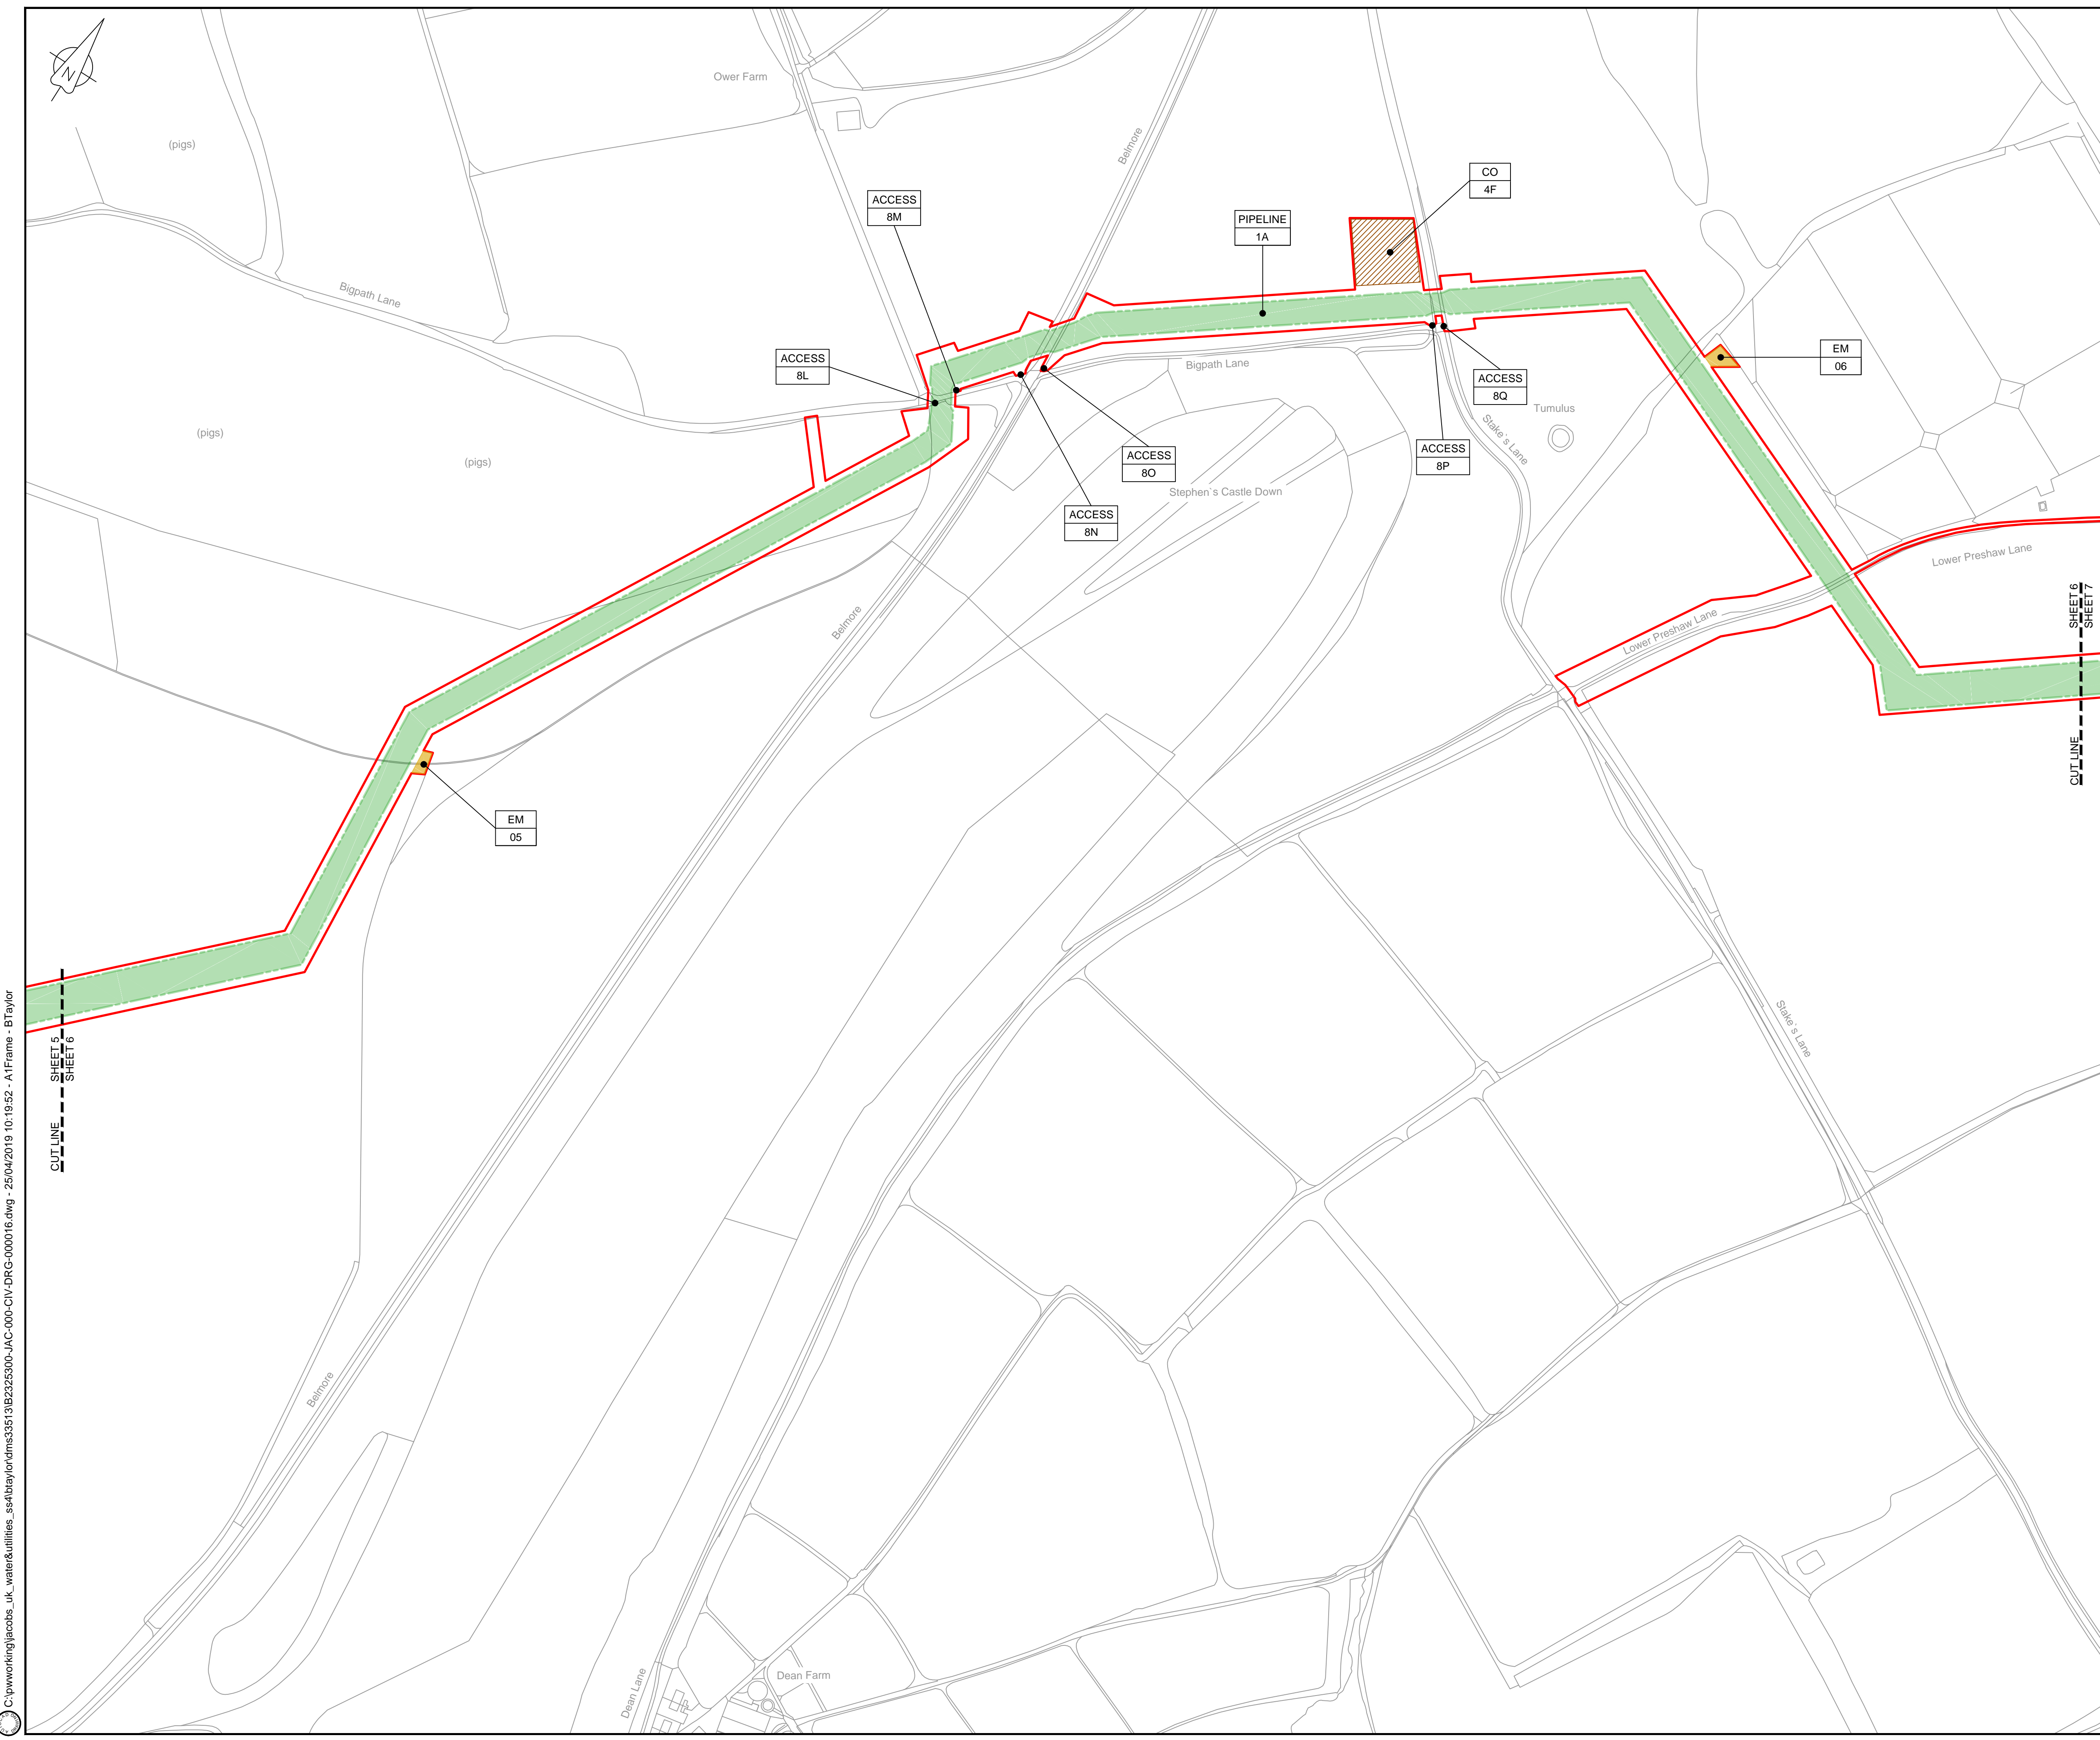 N
Ower Farm
(pigs)
Belmore
CO
4F
ACCESS
8M
PIPELINE
1A
Bigpath Lane
ACCESS
8L
Bigpath Lane
EM
06
ACCESS
8Q
Tumulus
Stake`s Lane
(pigs)
(pigs)
ACCESS
8O
ACCESS
8P
Stephen`s Castle Down
ACCESS
8N
Lower Preshaw Lane
Belmore
Lower Preshaw Lane
SHEET 6
SHEET 7
CUT LINE
EM
05
SHEET 5
SHEET 6
CUT LINE
Stake`s Lane
Belmore
Dean Farm
Dean Lane
C:\pwworking\jacobs_uk_water&utilities_ss4\btaylor\dms33513\B2325300-JAC-000-CIV-DRG-000016.dwg - 25/04/2019 10:19:52 - A1Frame - BTaylor